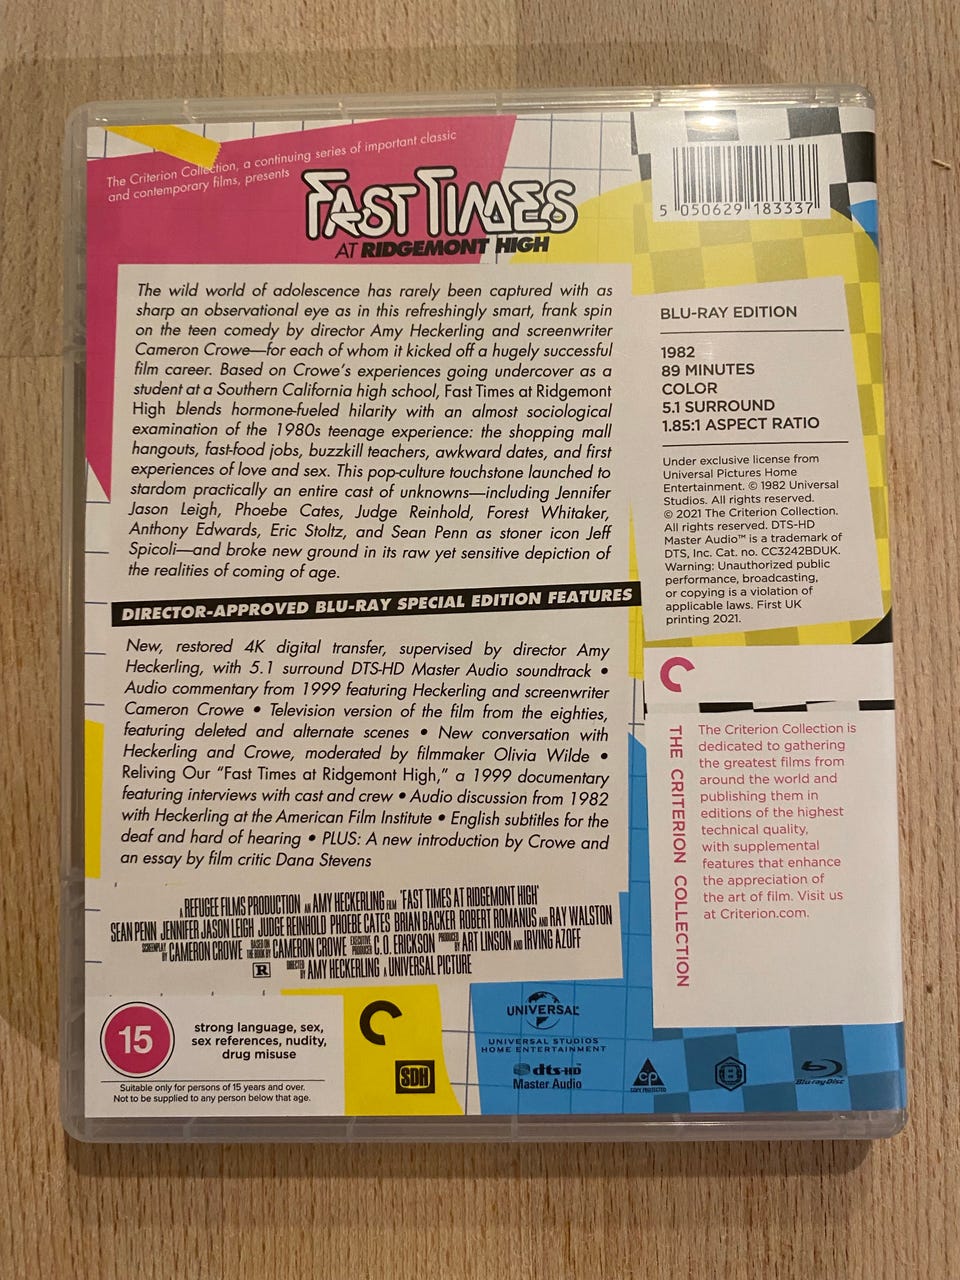 The Criterion Collection, a continuing series of important classic
and contemporary films, presents
FAST TIMES
AT RIDGEMONT HIGH
The wild world of adolescence has rarely been captured with as
sharp an observational eye as in this refreshingly smart, frank spin
on the teen comedy by director Amy Heckerling and screenwriter
Cameron Crowe—for each of whom it kicked off a hugely successful
film career. Based on Crowe's experiences going undercover as a
student at a Southern California high school, Fast Times at Ridgemont
High blends hormone-fueled hilarity with an almost sociological
examination of the 1980s teenage experience: the shopping mall
hangouts, fast-food jobs, buzzkill teachers, awkward dates, and first
experiences of love and sex. This pop-culture touchstone launched to
stardom practically an entire cast of unknowns—including Jennifer
Jason Leigh, Phoebe Cates, Judge Reinhold, Forest Whitaker,
Anthony Edwards, Eric Stoltz, and Sean Penn as stoner icon Jeff
Spicoli—and broke new ground in its raw yet sensitive depiction of
the realities of coming of age.
DIRECTOR-APPROVED BLU-RAY SPECIAL EDITION FEATURES
New, restored 4K digital transfer, supervised by director Amy
Heckerling, with 5.1 surround DTS-HD Master Audio soundtrack •
Audio commentary from 1999 featuring Heckerling and screenwriter
Cameron Crowe • Television version of the film from the eighties,
featuring deleted and alternate scenes • New conversation with
Heckerling and Crowe, moderated by filmmaker Olivia Wilde •
Reliving Our "Fast Times at Ridgemont High," a 1999 documentary
featuring interviews with cast and crew • Audio discussion from 1982
with Heckerling at the American Film Institute • English subtitles for the
deaf and hard of hearing • PLUS: A new introduction by Crowe and
an essay by film critic Dana Stevens
A REFUGEE FILMS PRODUCTION AN AMY HECKERLING FILM "FAST TIMES AT RIDGEMONT HIGH"
SEAN PENN JENNIFER JASON LEIGH JUDGE REINHOLD PHOEBE CATES BRIAN BACKER ROBERT ROMANUS AND RAY WALSTON
SCREENPLAY BY CAMERON CROWE BASED ON THE BOOK BY CAMERON CROWE EXECUTIVE PRODUCER C.O. ERICKSON PRODUCED BY ART LINSON AND IRVING AZOFF
R DIRECTED BY AMY HECKERLING A UNIVERSAL PICTURE
15
strong language, sex,
sex references, nudity,
drug misuse
Suitable only for persons of 15 years and over.
Not to be supplied to any person below that age.
SDH
UNIVERSAL
UNIVERSAL STUDIOS
HOME ENTERTAINMENT
dts-HD
Master Audio
CP
COPY PROTECTED
B
Blu-ray Disc
5 050629 183337
BLU-RAY EDITION
1982
89 MINUTES
COLOR
5.1 SURROUND
1.85:1 ASPECT RATIO
Under exclusive license from
Universal Pictures Home
Entertainment. © 1982 Universal
Studios. All rights reserved.
© 2021 The Criterion Collection.
All rights reserved. DTS-HD
Master Audio™ is a trademark of
DTS, Inc. Cat. no. CC3242BDUK.
Warning: Unauthorized public
performance, broadcasting,
or copying is a violation of
applicable laws. First UK
printing 2021.
THE CRITERION COLLECTION
The Criterion Collection is
dedicated to gathering
the greatest films from
around the world and
publishing them in
editions of the highest
technical quality,
with supplemental
features that enhance
the appreciation of
the art of film. Visit us
at Criterion.com.